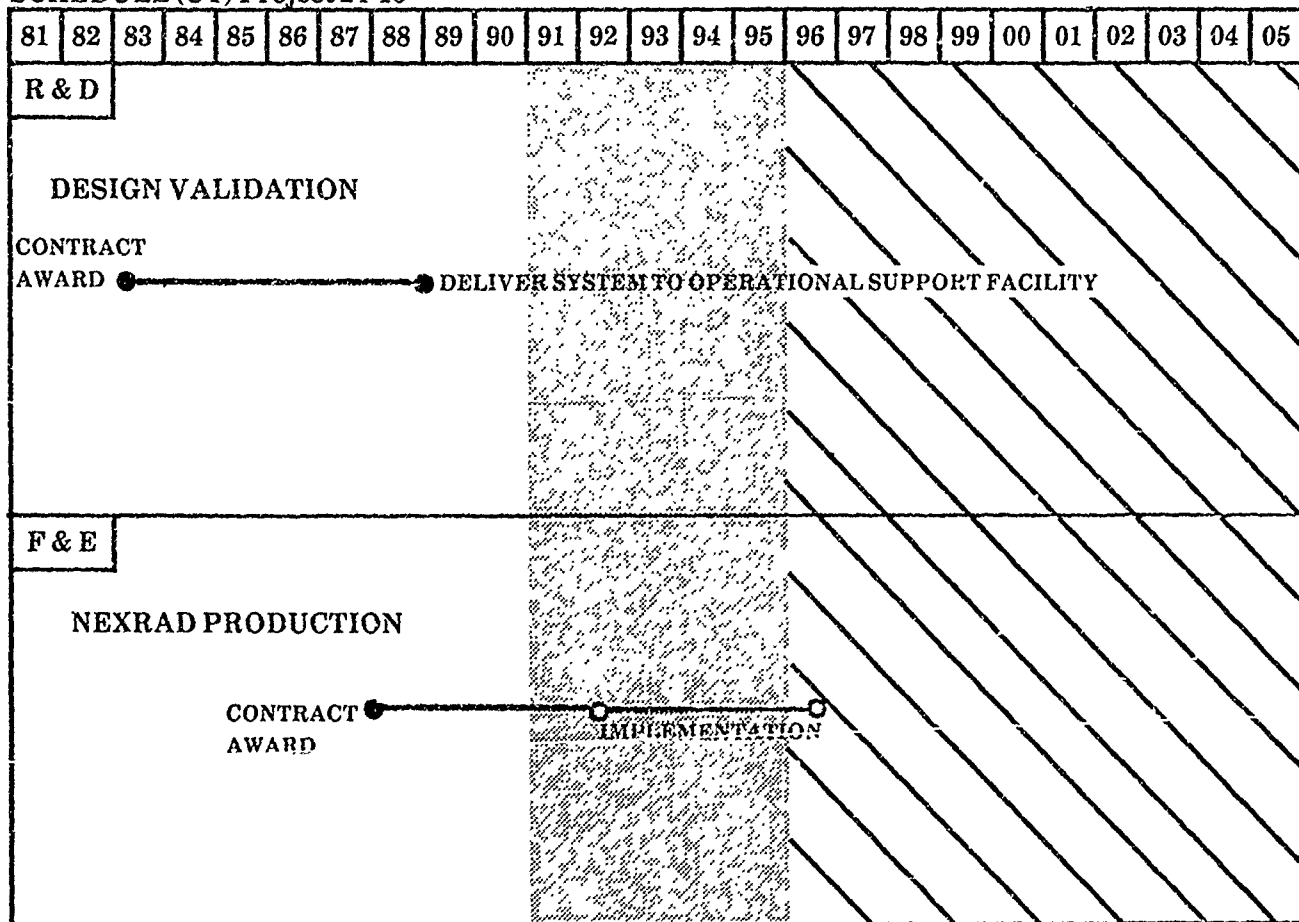 81 82 83 84 85 86 87 88 89 90 91 92 93 94 95 96 97 98 99 00 01 02 03 04 05
R & D
DESIGN VALIDATION
CONTRACT
AWARD
DELIVER SYSTEM TO OPERATIONAL SUPPORT FACILITY
F & E
NEXRAD PRODUCTION
CONTRACT
AWARD
IMPLEMENTATION